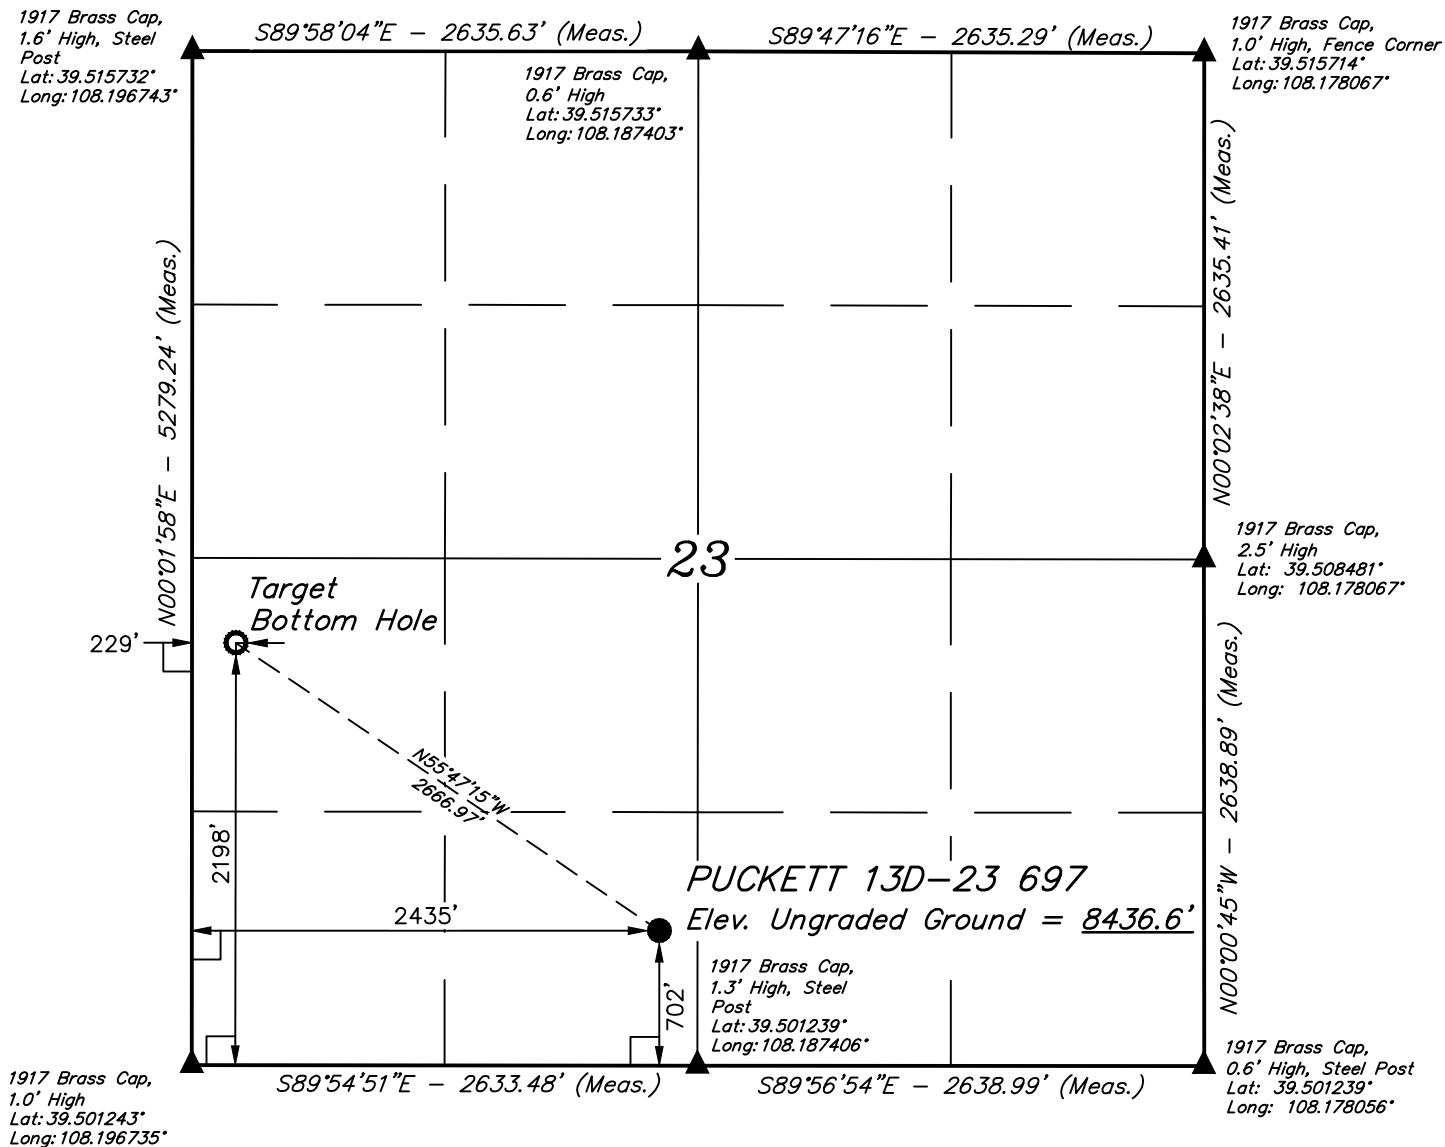 1917 Brass Cap,
1.6' High, Steel
Post
Lat: 39.515732°
Long: 108.196743°
S89°58'04"E - 2635.63' (Meas.)
1917 Brass Cap,
0.6' High
Lat: 39.515733°
Long: 108.187403°
S89°47'16"E - 2635.29' (Meas.)
1917 Brass Cap,
1.0' High, Fence Corner
Lat: 39.515714°
Long: 108.178067°
N00°01'58"E - 5279.24' (Meas.)
N00°02'38"E - 2635.41' (Meas.)
23
1917 Brass Cap,
2.5' High
Lat: 39.508481°
Long: 108.178067°
Target
Bottom Hole
229'
N55°47'15"W
2666.97'
2198'
2435'
702'
PUCKETT 13D-23 697
Elev. Ungraded Ground = 8436.6'
N00°00'45"W - 2638.89' (Meas.)
1917 Brass Cap,
1.3' High, Steel
Post
Lat: 39.501239°
Long: 108.187406°
1917 Brass Cap,
1.0' High
Lat: 39.501243°
Long: 108.196735°
S89°54'51"E - 2633.48' (Meas.)
S89°56'54"E - 2638.99' (Meas.)
1917 Brass Cap,
0.6' High, Steel Post
Lat: 39.501239°
Long: 108.178056°